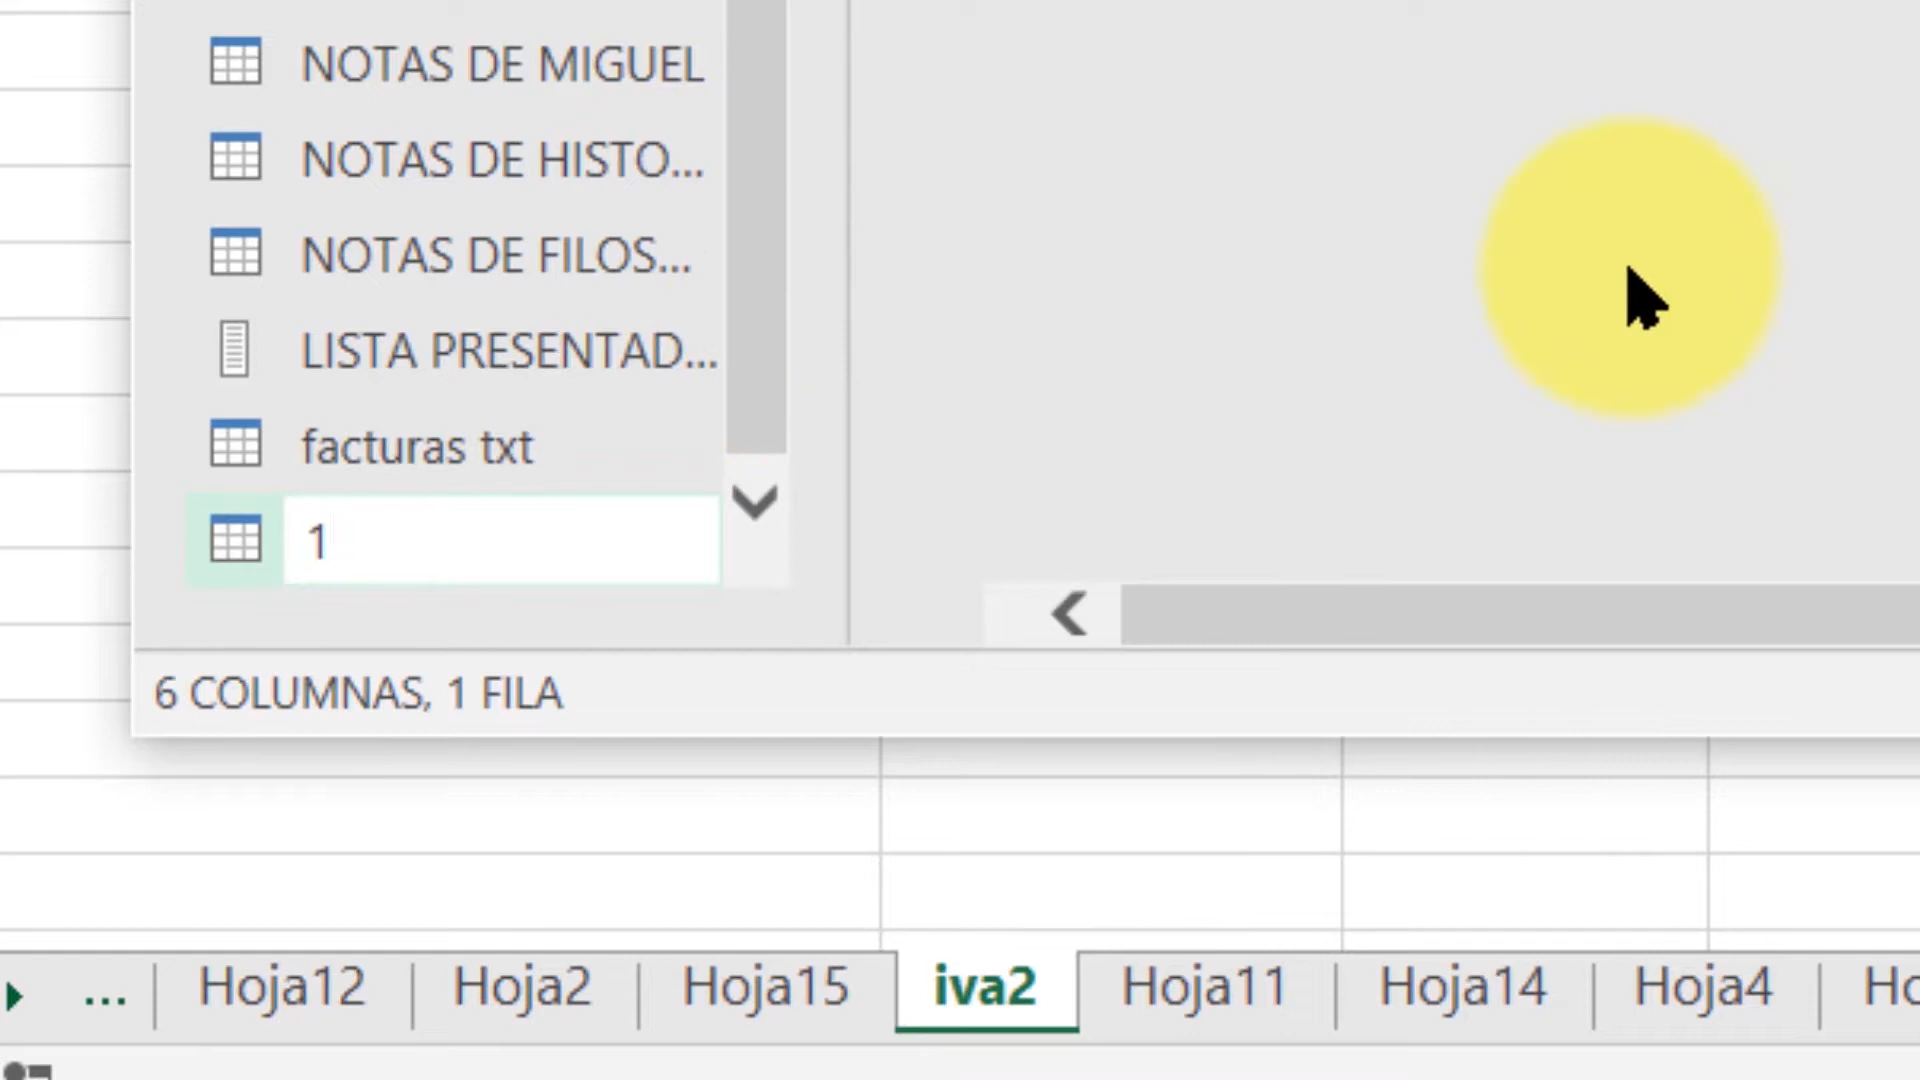 NOTAS DE MIGUEL
NOTAS DE HISTO...
NOTAS DE FILOS...
LISTA PRESENTAD...
facturas txt
1
6 COLUMNAS, 1 FILA
... Hoja12 Hoja2 Hoja15 iva2 Hoja11 Hoja14 Hoja4 Ho